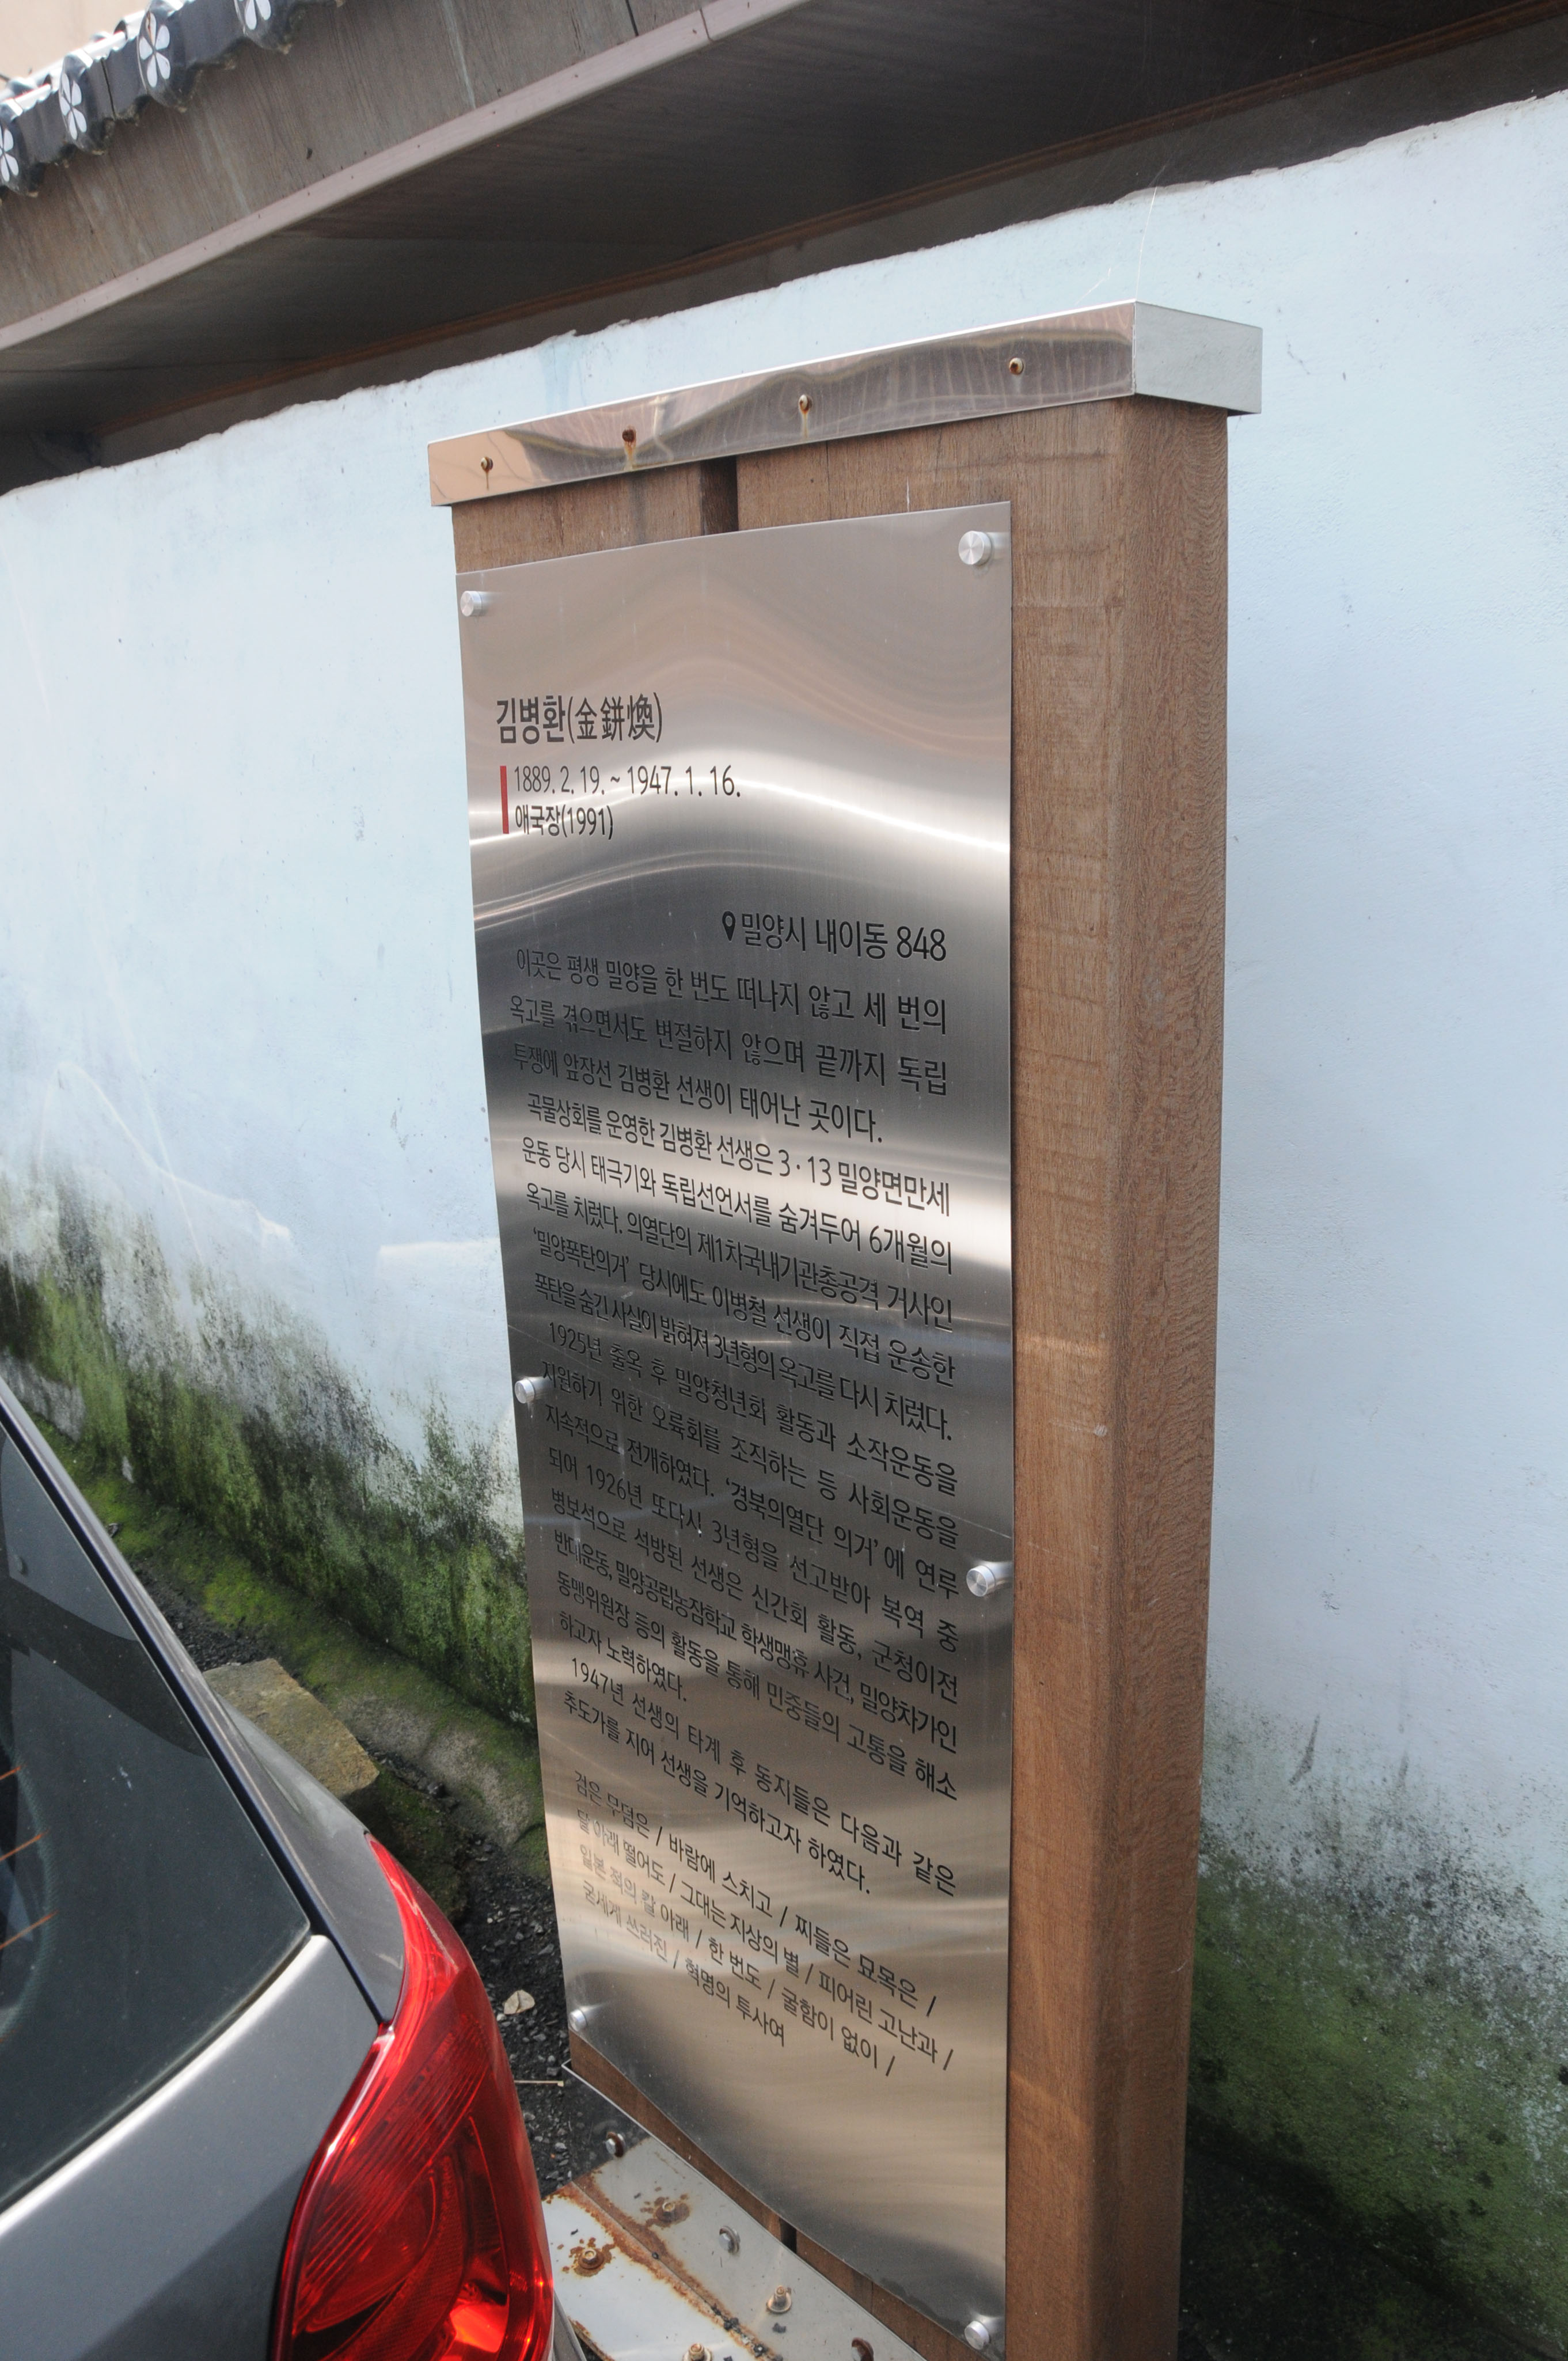 김병환(金鉼煥)
1889. 2. 19. ~ 1947. 1. 16.
애국장(1991)
밀양시 내이동 848
이곳은 평생 밀양을 한 번도 떠나지 않고 세 번의
옥고를 겪으면서도 변절하지 않으며 끝까지 독립
투쟁에 앞장선 김병환 선생이 태어난 곳이다.
곡물상회를 운영한 김병환 선생은 3·13 밀양면만세
운동 당시 태극기와 독립선언서를 숨겨두어 6개월의
옥고를 치렀다. 의열단의 제1차국내기관총공격 거사인
'밀양폭탄의거' 당시에도 이병철 선생이 직접 운송한
폭탄을 숨긴 사실이 밝혀져 3년형의 옥고를 다시 치렀다.
1925년 출옥 후 밀양청년회 활동과 소작운동을
지원하기 위한 오륙회를 조직하는 등 사회운동을
지속적으로 전개하였다. '경북의열단 의거'에 연루
되어 1926년 또다시 3년형을 선고받아 복역 중
병보석으로 석방된 선생은 신간회 활동, 군청이전
반대운동, 밀양공립농잠학교 학생맹휴 사건, 밀양차가인
동맹위원장 등의 활동을 통해 민중들의 고통을 해소
하고자 노력하였다.
1947년 선생의 타계 후 동지들은 다음과 같은
추도가를 지어 선생을 기억하고자 하였다.
검은 무덤은 / 바람에 스치고 / 찌들은 묘목은 /
달 아래 떨어도 / 그대는 지상의 별 / 피어린 고난과 /
일본 적의 칼 아래 / 한 번도 / 굴함이 없이 /
굳세게 쓰러진 / 혁명의 투사여